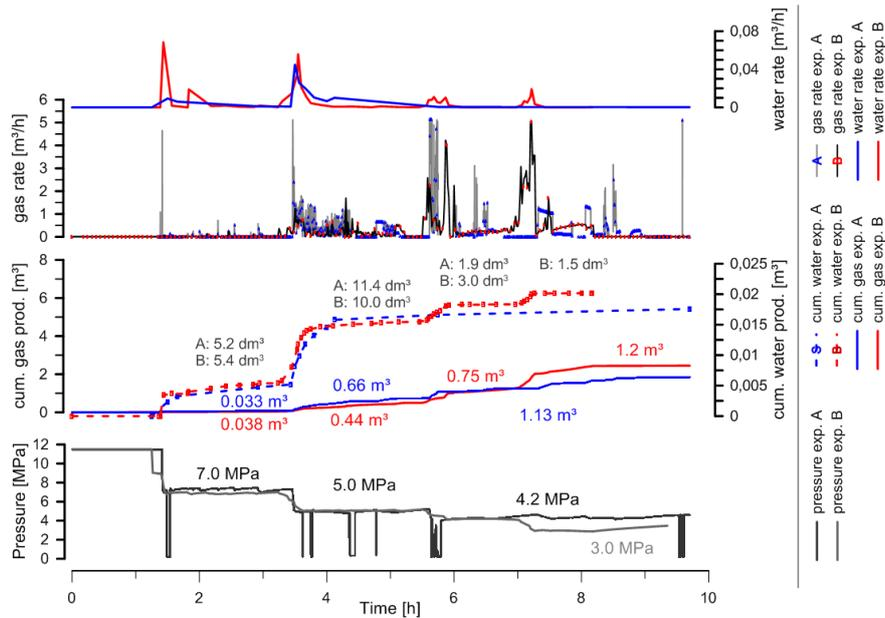 0,08
0,04
0
water rate [m³/h]
6
5
4
3
2
1
0
gas rate [m³/h]
8
6
4
2
0
cum. gas prod. [m³]
A: 5.2 dm³
B: 5.4 dm³
A: 11.4 dm³
B: 10.0 dm³
A: 1.9 dm³
B: 3.0 dm³
B: 1.5 dm³
0.033 m³
0.038 m³
0.66 m³
0.44 m³
0.75 m³
1.13 m³
1.2 m³
0,025
0,02
0,015
0,01
0,005
0
cum. water prod. [m³]
12
10
8
6
4
2
0
Pressure [MPa]
7.0 MPa
5.0 MPa
4.2 MPa
3.0 MPa
0
2
4
6
8
10
Time [h]
A gas rate exp. A
B gas rate exp. B
water rate exp. A
water rate exp. B
cum. water exp. A
B cum. water exp. B
cum. gas exp. A
cum. gas exp. B
pressure exp. A
pressure exp. B